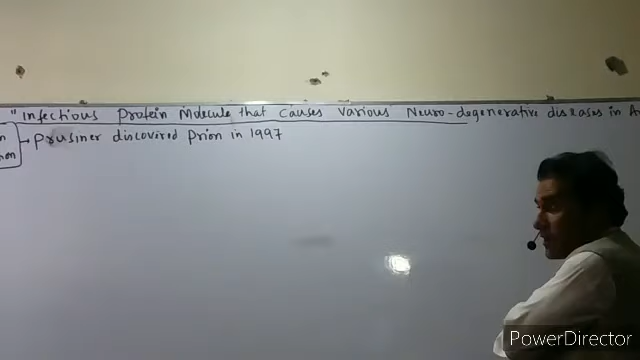 "Infectious Protein Molecule that causes Various Neuro-degenerative diseases in
Prusiner discovered Prion in 1997
PowerDirector